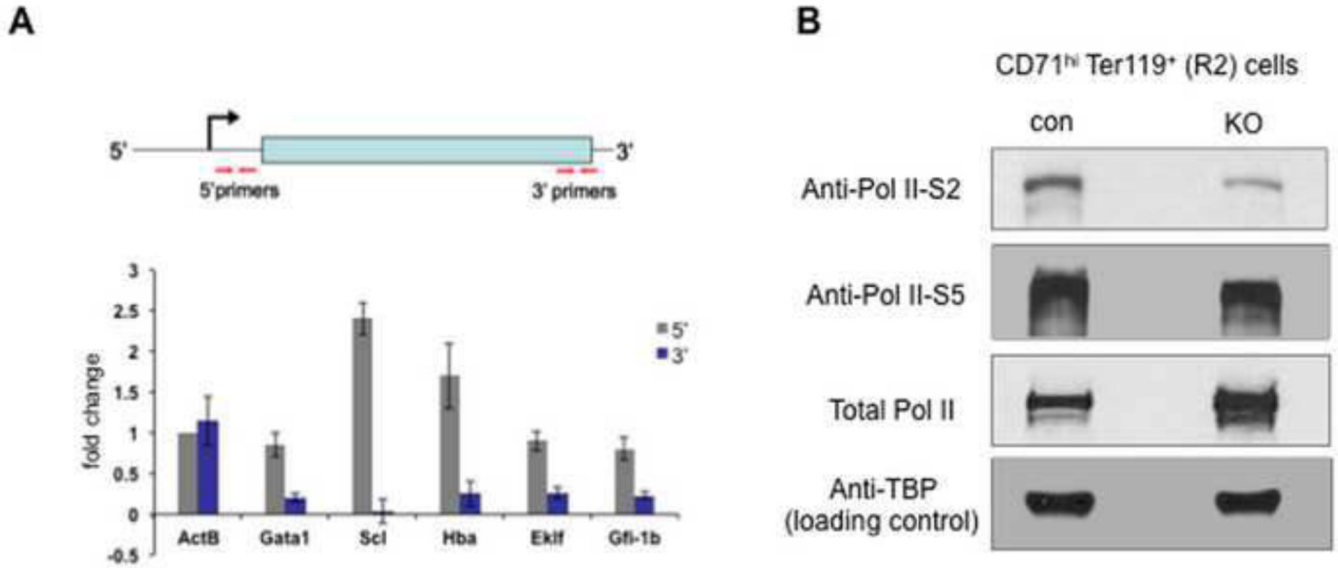 A
5'
3'
5'primers
3' primers
fold change
3
2.5
2
1.5
1
0.5
0
-0.5
5'
3'
ActB
Gata1
Scl
Hba
Eklf
Gfi-1b
B
CD71ʰⁱ Ter119⁺ (R2) cells
con
KO
Anti-Pol II-S2
Anti-Pol II-S5
Total Pol II
Anti-TBP
(loading control)